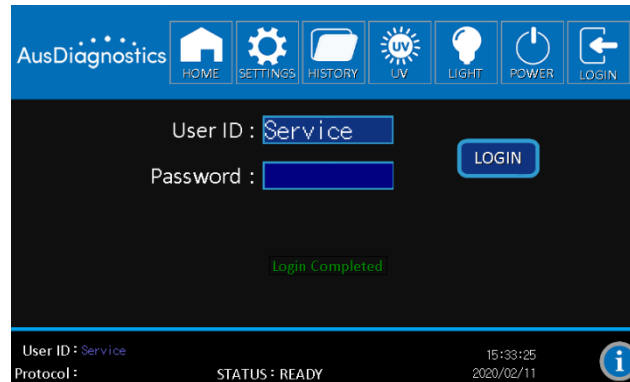 AusDiagnostics
HOME SETTINGS HISTORY UV LIGHT POWER LOGIN
UV
User ID : Service
Password :
LOGIN
Login Completed
User ID : Service
Protocol :
STATUS : READY
15:33:25
2020/02/11
i